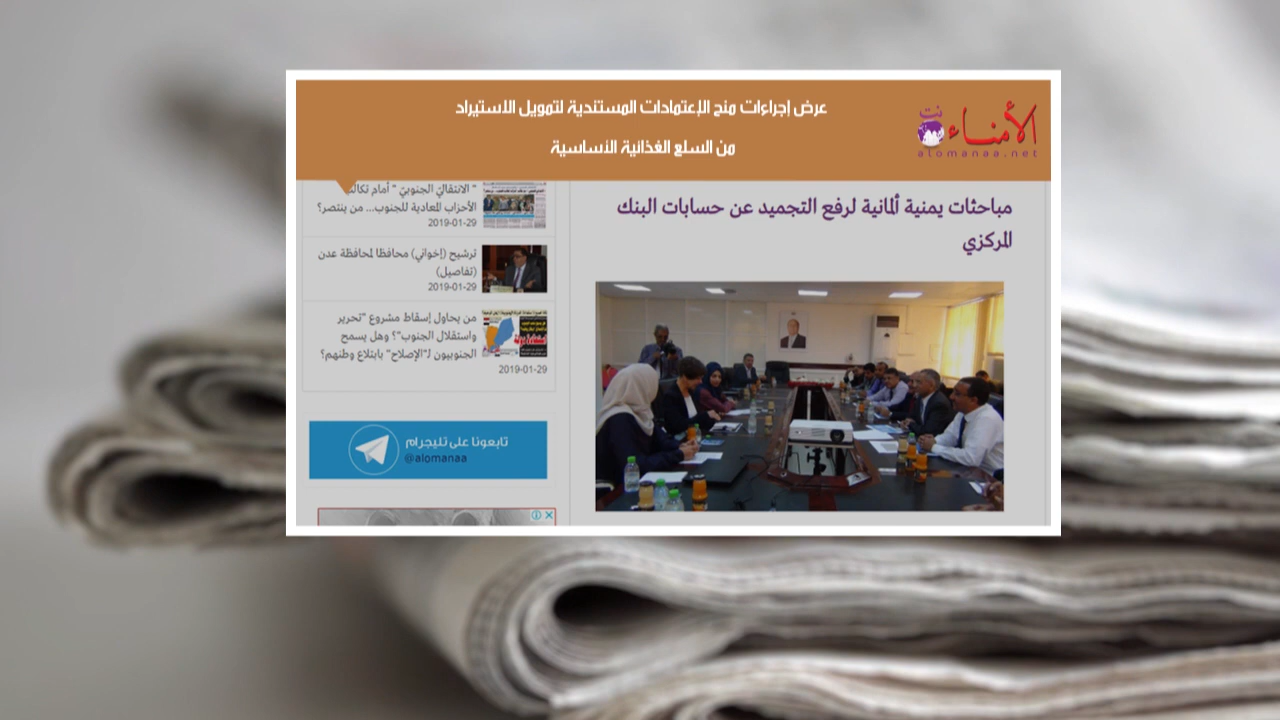 عرض إجراءات منح الإعتمادات المستندية لتمويل الاستيراد
من السلع الغذائية الأساسية
الأمناء نت
alomanaa.net
مباحثات يمنية ألمانية لرفع التجميد عن حسابات البنك
المركزي
" الانتقالي الجنوبي " أمام تكالب
الأحزاب المعادية للجنوب... من ينتصر؟
2019-01-29
ترشيح (إخواني) محافظا لمحافظة عدن
(تفاصيل)
2019-01-29
من يحاول إسقاط مشروع "تحرير
واستقلال الجنوب"؟ وهل يسمح
الجنوبيون لـ"الإصلاح" بابتلاع وطنهم؟
2019-01-29
تابعونا على تليجرام
@alomanaa